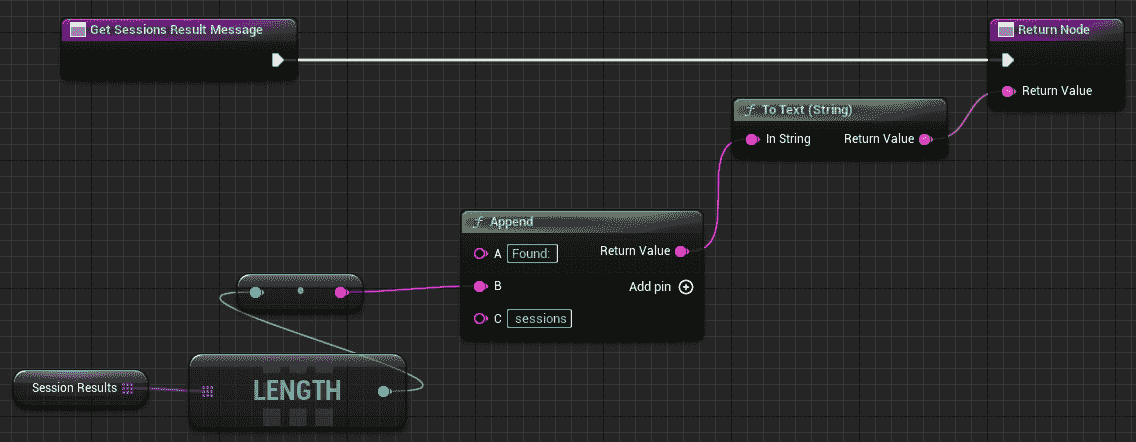 Get Sessions Result Message
Return Node
Return Value
f To Text (String)
In String Return Value
f Append
A Found: Return Value
B Add pin
C sessions
Session Results
LENGTH